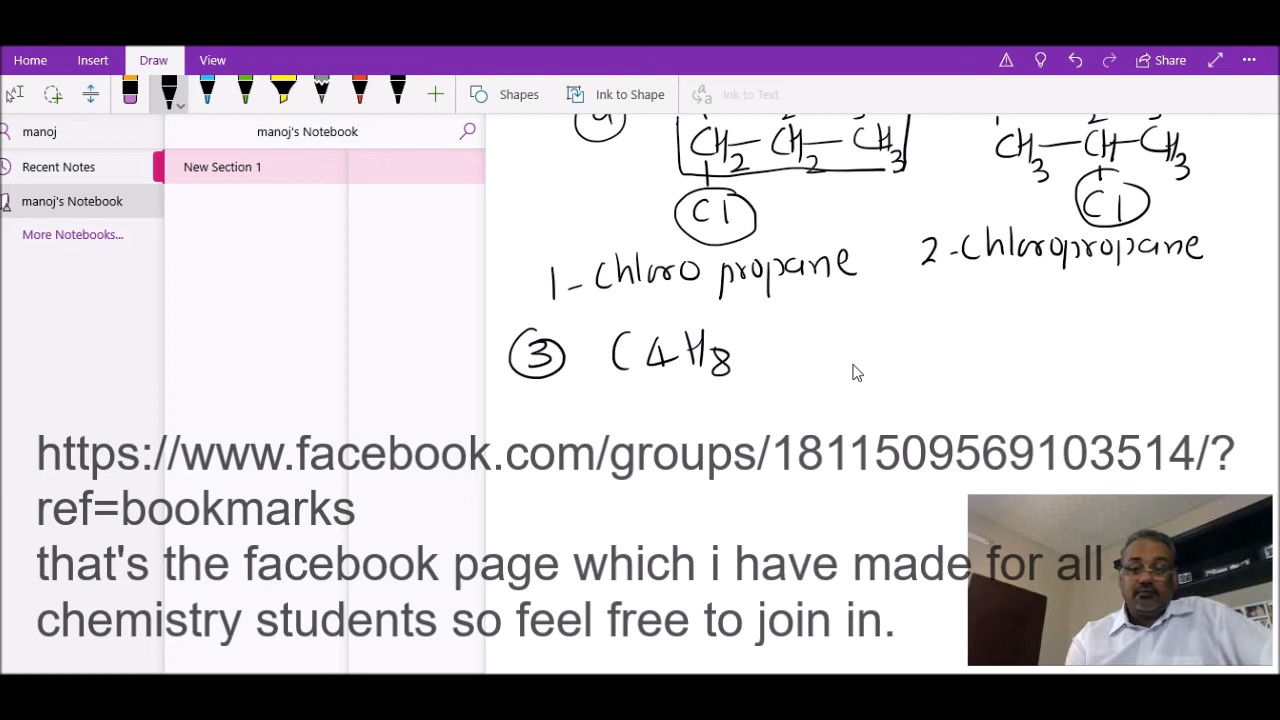 Home Insert Draw View Share
Shapes Ink to Shape Ink to Text
manoj
manoj's Notebook
Recent Notes
New Section 1
manoj's Notebook
More Notebooks...
CH2 - CH2 - CH3
CH3 - CH - CH3
Cl
Cl
1 - Chloro propane
2 - Chloropropane
3 C4H8
https://www.facebook.com/groups/1811509569103514/?
ref=bookmarks
that's the facebook page which i have made for all
chemistry students so feel free to join in.